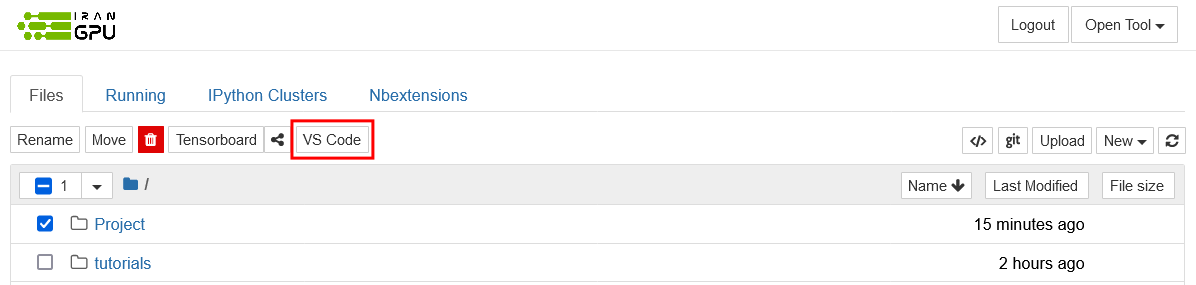 IRAN
GPU
Logout Open Tool
Files Running IPython Clusters Nbextensions
Rename Move Tensorboard VS Code </> git Upload New
1 / Name Last Modified File size
Project 15 minutes ago
tutorials 2 hours ago